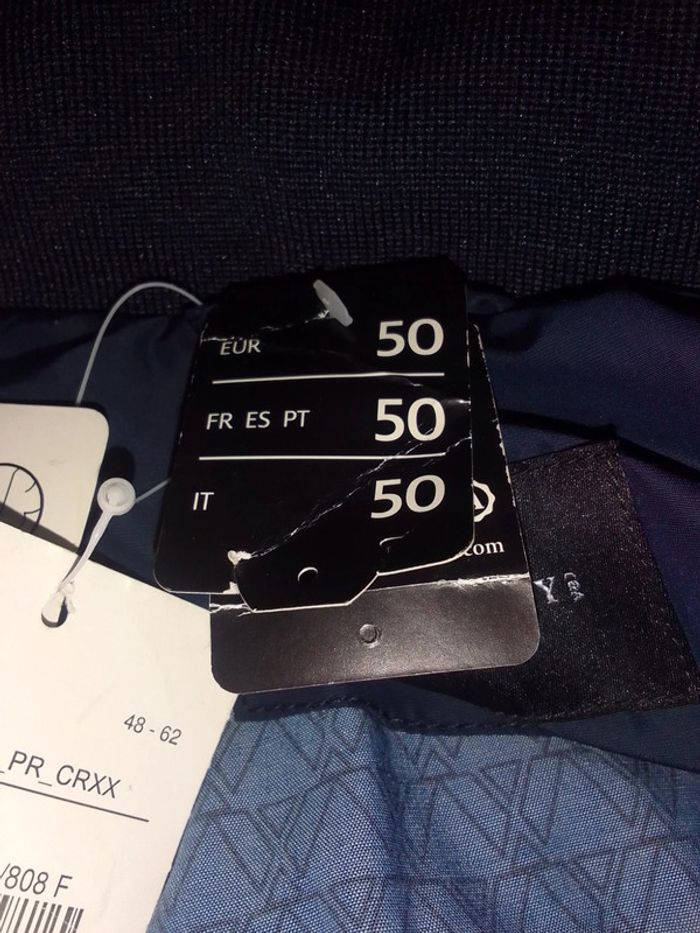 EUR 50
FR ES PT 50
IT 50
.com
Y
48 - 62
_PR_CRXX
/808 F